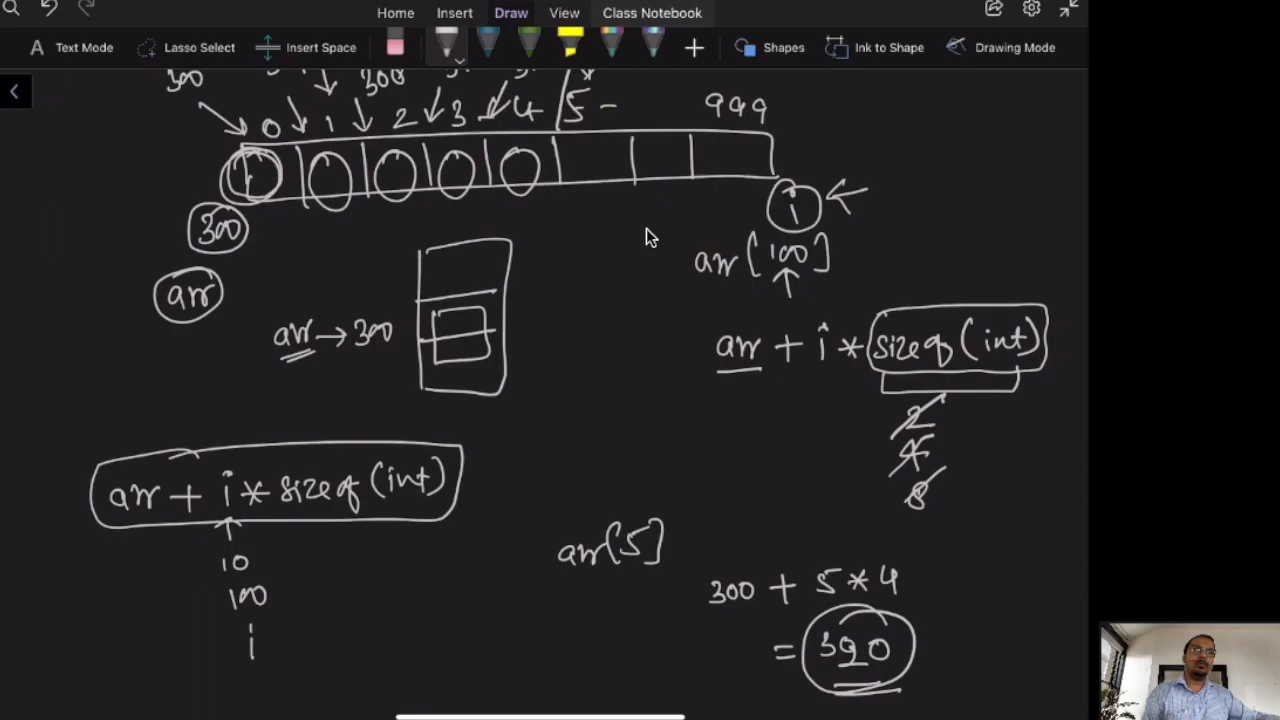 Home Insert Draw View Class Notebook
A Text Mode Lasso Select Insert Space + Shapes Ink to Shape Drawing Mode
300 300
0 1 2 3 4 5 - 999
300
i
arr
arr [100]
arr → 300
arr + i * sizeof (int)
2
4
8
arr + i * sizeof (int)
10
100
i
arr[5]
300 + 5 * 4
= 320